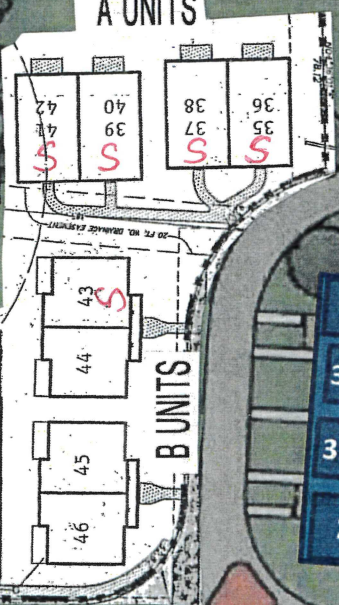 A UNITS
42 40 38 36
41 39 37 35
S S S S
20 FT. WD. DRAINAGE EASEMENT
43 S
44
B UNITS
45
46
3